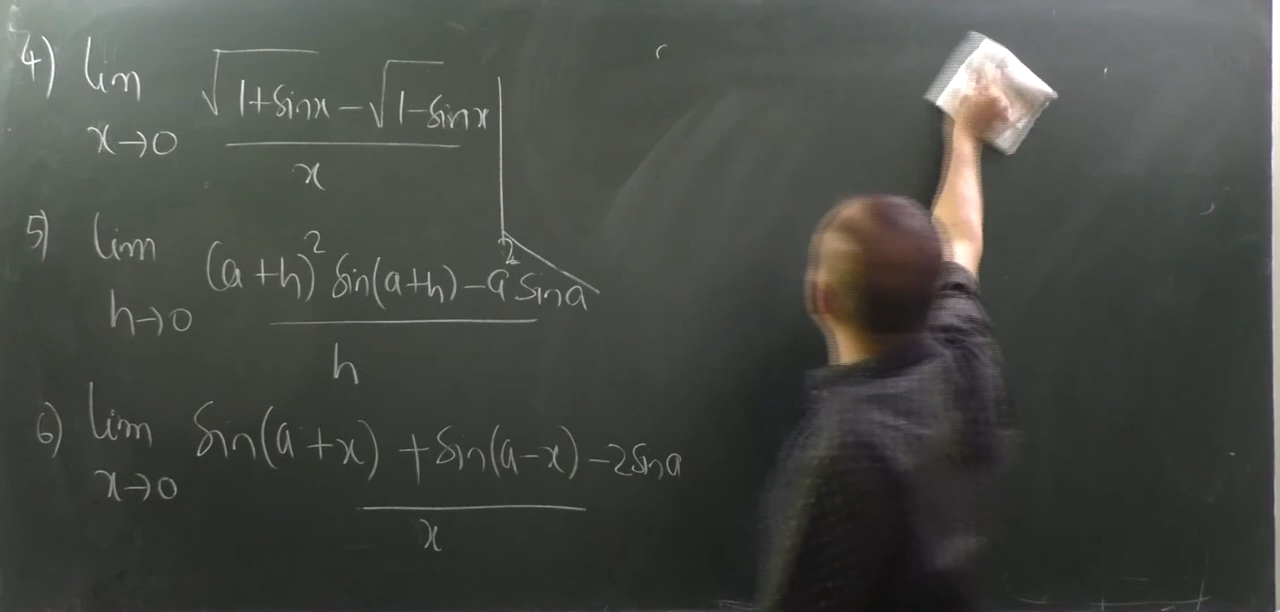 4) lim x→0 √(1+sinx) - √(1-sinx) / x
5) lim h→0 (a+h)² sin(a+h) - a² sina / h
6) lim x→0 sin(a+x) + sin(a-x) - 2sina / x